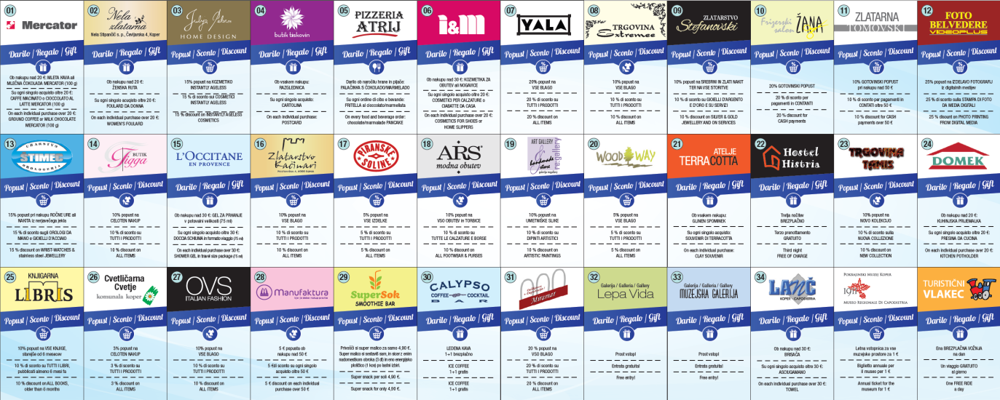 01
Mercator
Darilo / Regalo / Gift
Ob nakupu nad 20 €: MLETA KAVA ali
MLEČNA ČOKOLADA MERCATOR (100 g)
Su ogni singolo acquisto oltre 20 €:
CAFFE MACINATO o CIOCCOLATO AL
LATTE MERCATOR (100 g)
On each individual purchase over 20 €:
GROUND COFFEE or MILK CHOCOLATE
MERCATOR (100 g)
02
Nela
zlatarna
Nela Stipančič s. p., Čevljarska 4, Koper
Darilo / Regalo / Gift
Ob nakupu nad 20 €:
ŽENSKA RUTA
Su ogni singolo acquisto oltre 20 €:
FOULARD DA DONNA
On each individual purchase over 20 €:
WOMEN'S FOULARD
03
HOME DESIGN
Popust / Sconto / Discount
15% popust na KOZMETIKO
INSTANTLY AGELESS
15 % di sconto sui COSMETICI
INSTANTLY AGELESS
15 % discount on INSTANTLY AGELESS
COSMETICS
04
butik tiskovin
Darilo / Regalo / Gift
Ob vsakem nakupu:
RAZGLEDNICA
Su ogni singolo acquisto:
CARTOLINA
On each individual purchase:
POSTCARD
05
PIZZERIA
ATRIJ
Darilo / Regalo / Gift
Darilo ob naročilu hrane in pijače:
PALAČINKA S ČOKOLADO/MARMELADO
Su ogni ordine di cibo e bevande:
FRITELLA al cioccolato/marmellata
On every food and beverage order:
chocolate/marmalade PANCAKE
06
i&m
Darilo / Regalo / Gift
Ob nakupu nad 30 €: KOZMETIKA ZA
OBUTEV ali NOGAVICE
Su ogni singolo acquisto oltre 20 €:
COSMETICI PER CALZATURE o
CIABATTE DA CASA
On each individual purchase over 20 €:
COSMETICS FOR SHOES or
HOME SLIPPERS
07
YALA
Popust / Sconto / Discount
20% popust na
VSE BLAGO
20 % di sconto su
TUTTI I PRODOTTI
20 % discount on
ALL ITEMS
08
TRGOVINA
Extremee
Popust / Sconto / Discount
10% popust na
VSE BLAGO
10 % di sconto su
TUTTI I PRODOTTI
10 % discount on
ALL ITEMS
09
ZLATARSTVO
Stefanovski
Popust / Sconto / Discount
10% popust na SREBRNI IN ZLATI NAKIT
TER NA VSE STORITVE
10 % di sconto su GIOIELLI D'ARGENTO
E D'ORO E SU SERVIZI
10 % discount on SILVER & GOLD
JEWELLERY AND ON SERVICES
10
Frizerski
salon
ŽANA
Popust / Sconto / Discount
20% GOTOVINSKI POPUST
20 % di sconto per
pagamenti in CONTANTI
20 % discount for
CASH payments
11
ZLATARNA
TOMOVSKI
Popust / Sconto / Discount
10% GOTOVINSKI POPUST
pri nakupu nad 50 €
10 % di sconto per pagamenti in
CONTATI oltre 50 €
10 % discount for CASH
payments over 50 €
12
FOTO
BELVEDERE
VIDEOPLUS
Popust / Sconto / Discount
25% popust na IZDELAVO FOTOGRAFIJ
iz digitalnih medijev
25 % di sconto sulla STAMPA DI FOTO
DA MEDIA DIGITALI
25 % discount on PHOTO PRINTING
FROM DIGITAL MEDIA
13
URARSTVO
STIMEC
OROLOGERIA
Popust / Sconto / Discount
15% popust pri nakupu ROČNE URE ali
NAKITA iz nerjavečega jekla
15 % di sconto sugli OROLOGI DA
MANO e GIOIELLI D'ACCIAIO
15 % discount on WRIST-WATCHES &
stainless steel JEWELLERY
14
BUTIK
Tigga
Popust / Sconto / Discount
10% popust na
CELOTEN NAKUP
10 % di sconto su
TUTTI I PRODOTTI
10 % discount on
ALL ITEMS
15
L'OCCITANE
EN PROVENCE
Darilo / Regalo / Gift
Ob nakupu nad 30 €: GEL ZA PRHANJE
v potovalni velikosti (75 ml)
Su ogni singolo acquisto oltre 30 €:
DOCCIA SCHIUMA in formato viaggio (75 ml)
On each individual purchase over 30 €:
SHOWER GEL in travel size package (75 ml)
16
Zlatarstvo
Kačinari
Popust / Sconto / Discount
10% popust na
VSE BLAGO
10 % di sconto su
TUTTI I PRODOTTI
10 % discount on
ALL ITEMS
17
PIRANSKE
SOLINE
Popust / Sconto / Discount
5% popust na
VSE IZDELKE
5 % di sconto su
TUTTI I PRODOTTI
5 % discount on
ALL ITEMS
18
ARS
modna obutev
Popust / Sconto / Discount
10% popust na
VSO OBUTEV in TORBICE
10 % di sconto su
TUTTE LE CALZATURE E BORSE
10 % discount on
ALL FOOTWEAR & PURSES
19
ART GALLERY
handmade
store
re:gallery
Popust / Sconto / Discount
10% popust na
UMETNIŠKE SLIKE
10 % di sconto su
DIPINTI ARTISTICI
10 % discount on
ARTISTIC PAINTINGS
20
WOOD WAY
Popust / Sconto / Discount
5% popust na
VSE BLAGO
5 % di sconto su
TUTTI I PRODOTTI
5 % discount on
ALL ITEMS
21
ATELJE
TERRACOTTA
Darilo / Regalo / Gift
Ob vsakem nakupu:
GLINEN SPOMINEK
Su ogni singolo acquisto:
SOUVENIR DI TERRACOTTA
On each individual purchase:
CLAY SOUVENIR
22
Hostel
Histria
Darilo / Regalo / Gift
Tretja nočitev
BREZPLAČNO
Terzo pernottamento
GRATUITO
Third night
FREE OF CHARGE
23
TRGOVINA
TAMIS
Popust / Sconto / Discount
10% popust na
NOVO KOLEKCIJO
10 % di sconto sulla
NUOVA COLLEZIONE
10 % discount on
NEW COLLECTION
24
DOMEK
Darilo / Regalo / Gift
Ob nakupu nad 20 €:
KUHINJSKA PRIJEMALKA
Su ogni singolo acquisto oltre 20 €:
PRESINA DA CUCINA
On each individual purchase over 20 €:
KITCHEN POTHOLDER
25
KNJIGARNA
LIBRIS
Popust / Sconto / Discount
10% popust na VSE KNJIGE,
starejše od 6 mesecev
10 % di sconto su TUTTI I LIBRI,
pubblicati almeno 6 mesi fa
10 % discount on ALL BOOKS,
older than 6 months
26
Cvetličarna
Cvetje
komunala koper
Popust / Sconto / Discount
3% popust na
CELOTEN NAKUP
3 % di sconto su
TUTTI I PRODOTTI
3 % discount on
ALL ITEMS
27
OVS
ITALIAN FASHION
Popust / Sconto / Discount
10% popust na
VSE BLAGO
10 % di sconto su
TUTTI I PRODOTTI
10 % discount on
ALL ITEMS
28
Manufaktura
Popust / Sconto / Discount
5 € popusta ob
nakupu nad 50 €
5 €di sconto su ogni singolo
acquisto oltre 50 €
5 € discount on each individual
purchase over 50 €
29
SuperSok
SMOOTHIE BAR
Popust / Sconto / Discount
Privošči si super malico za samo 4,90 €.
Super malico si sestaviš sam, in sicer z enim
nadomestkom obroka (3 dl) in eno energijsko
ploščico (1 kos) po lastni izbiri.
Super snack per soli 4,90 €.
Super snack for only 4,90 €.
30
CALYPSO
COFFEE COCKTAIL
B R
Darilo / Regalo / Gift
LEDENA KAVA
1+1 brezplačno
ICE COFFEE
1+1 gratis
ICE COFFEE
1+1 gratis
31
Miramar
Popust / Sconto / Discount
20 % popust na
VSO BLAGO
20 % di sconto su
TUTTI I PRODOTTI
20 % discount on
ALL ITEMS
32
Galerija / Galleria / Gallery
Lepa Vida
Darilo / Regalo / Gift
Prost vstop!
Entrata gratuita!
Free entry!
33
Galerija / Galleria / Gallery
MUZEJSKA GALERIJA
Darilo / Regalo / Gift
Prost vstop!
Entrata gratuita!
Free entry!
34
LANČ
KOPER - CAPODISTRIA
Darilo / Regalo / Gift
Ob nakupu nad 30 €:
BRISAČA
Su ogni singolo acquisto oltre 30 €:
ASCIUGAMANO
On each individual purchase over 30 €:
TOWEL
POKRAJINSKI MUZEJ KOPER
1911
MUSEO REGIONALE DI CAPODISTRIA
Popust / Sconto / Discount
Letna vstopnica za vse
muzejske prostore za 1 €
Biglietto annuale per
il museo per 1 €
Annual ticket for the
museum for 1 €
TURISTIČNI
VLAKEC
Darilo / Regalo / Gift
Ena BREZPLAČNA VOŽNJA
na dan
Un viaggio GRATUITO
al giorno
One FREE RIDE
a day